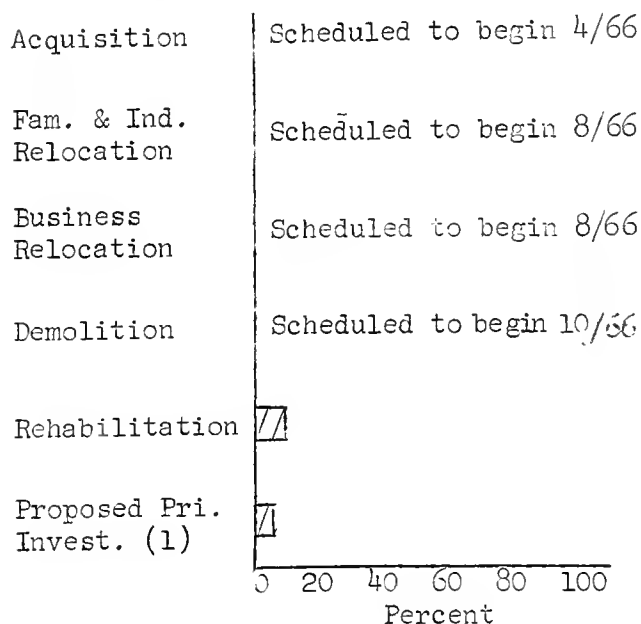 Acquisition Scheduled to begin 4/66
Fam. & Ind.
Relocation Scheduled to begin 8/66
Business
Relocation Scheduled to begin 8/66
Demolition Scheduled to begin 10/66
Rehabilitation
Proposed Pri.
Invest. (1)
0 20 40 60 80 100
Percent